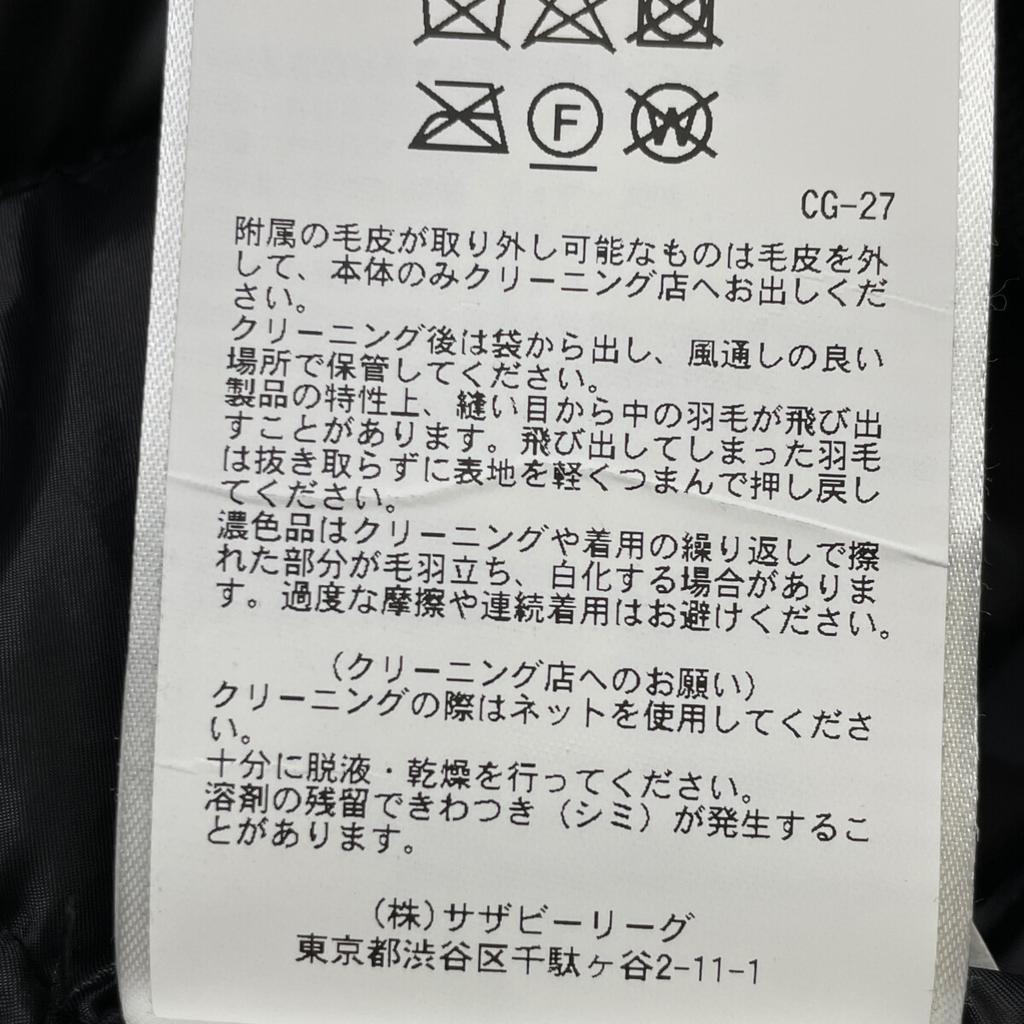 F
W
CG-27
附属の毛皮が取り外し可能なものは毛皮を外
して、本体のみクリーニング店へお出しくだ
さい。
クリーニング後は袋から出し、風通しの良い
場所で保管してください。
製品の特性上、縫い目から中の羽毛が飛び出
すことがあります。飛び出してしまった羽毛
は抜き取らずに表地を軽くつまんで押し戻し
てください。
濃色品はクリーニングや着用の繰り返しで擦
れた部分が毛羽立ち、白化する場合がありま
す。過度な摩擦や連続着用はお避けください。
(クリーニング店へのお願い)
クリーニングの際はネットを使用してくださ
い。
十分に脱液・乾燥を行ってください。
溶剤の残留できわつき(シミ)が発生するこ
とがあります。
(株)サザビーリーグ
東京都渋谷区千駄ヶ谷2-11-1